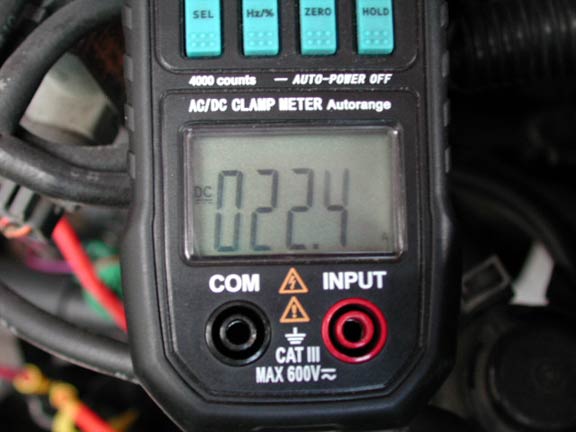 SEL Hz/% ZERO HOLD
4000 counts — AUTO-POWER OFF
AC/DC CLAMP METER Autorange
DC 022.4 A
COM INPUT
CAT III
MAX 600V⎓